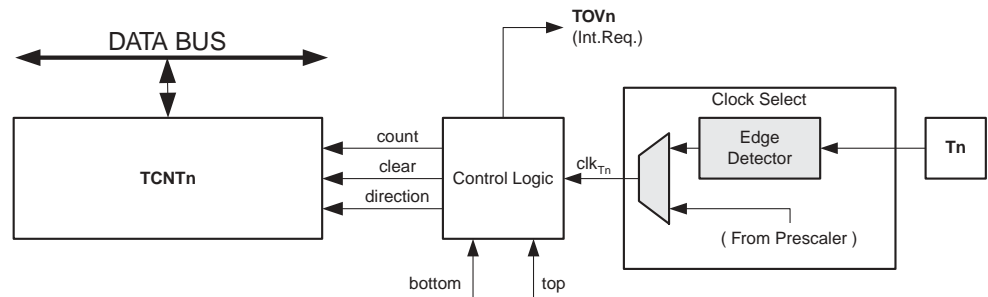 TOVn
(Int.Req.)
DATA BUS
Clock Select
count
Edge
Detector
Tn
TCNTn
clear
Control Logic
clkTn
direction
( From Prescaler )
bottom
top